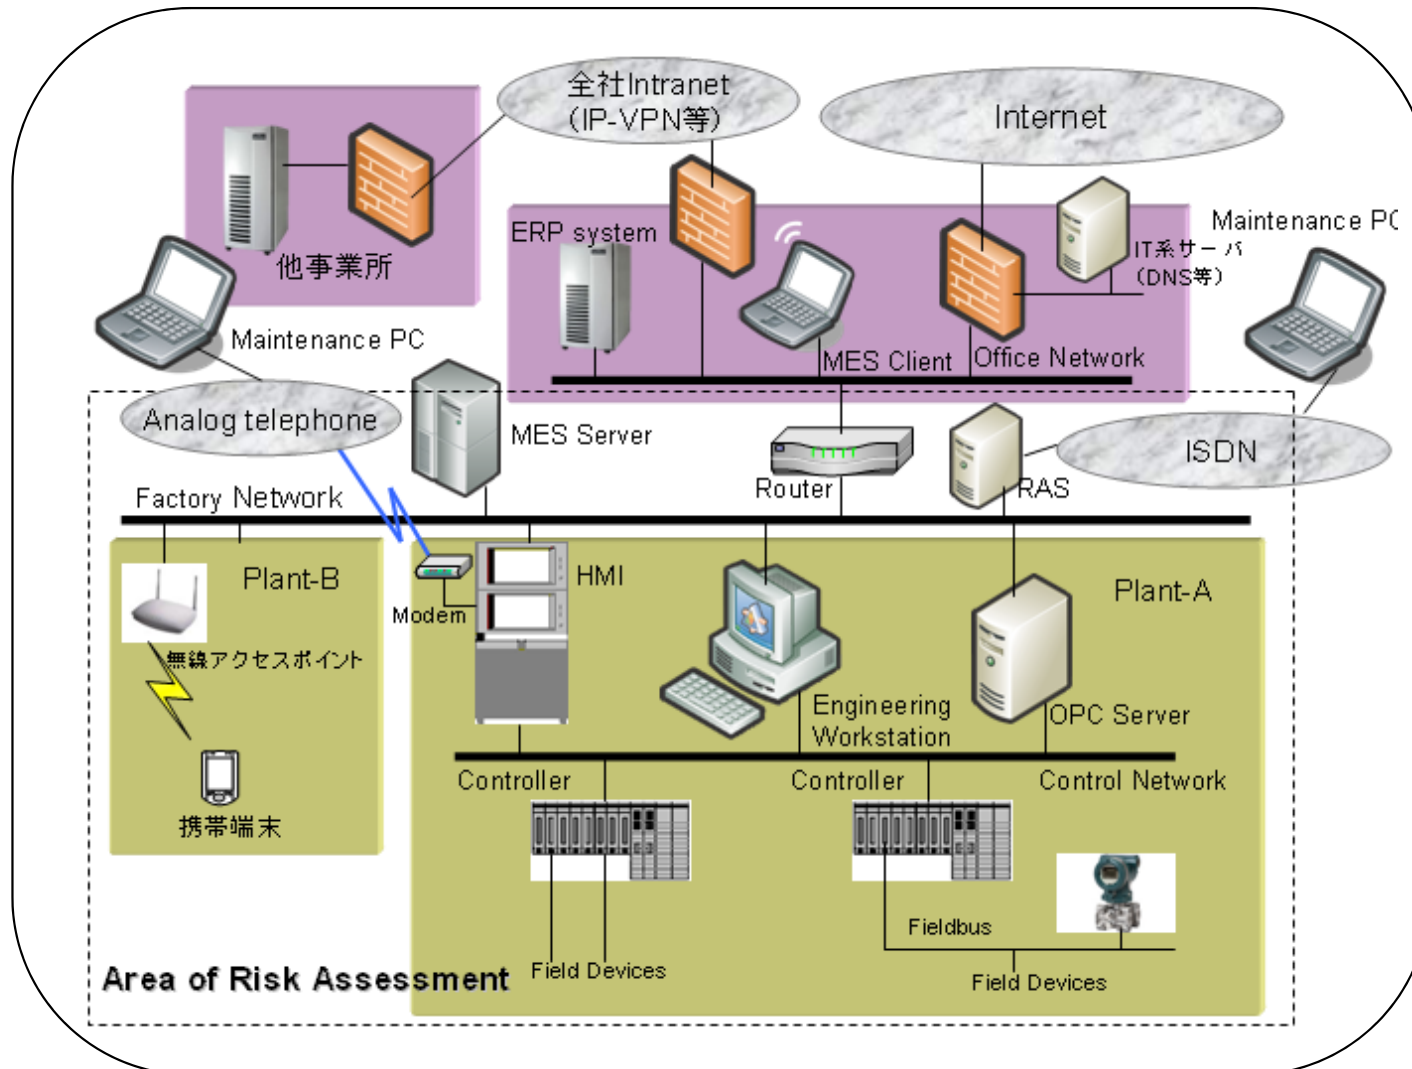 全社Intranet
(IP-VPN等)
Internet
他事業所
ERP system
Maintenance PC
IT系サーバ
(DNS等)
Maintenance PC
MES Client
Office Network
Analog telephone
MES Server
Router
RAS
ISDN
Factory Network
Plant-B
HMI
Plant-A
Modem
無線アクセスポイント
Engineering
Workstation
OPC Server
携帯端末
Controller
Controller
Control Network
Fieldbus
Field Devices
Field Devices
Area of Risk Assessment